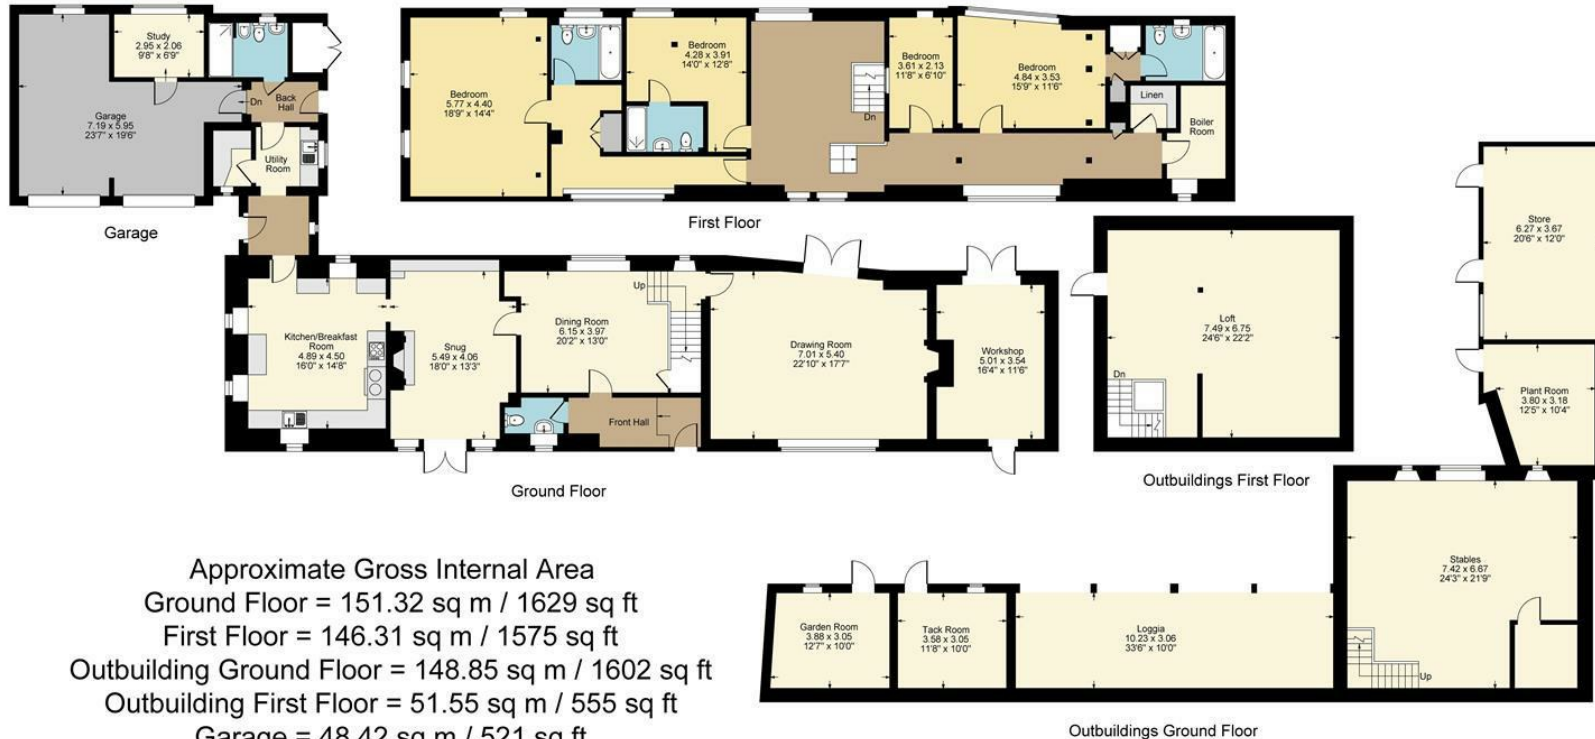 Study
2.95 x 2.06
9'8" x 6'9"
Garage
7.19 x 5.95
23'7" x 19'6"
Dn
Back
Hall
Utility
Room
Garage
Bedroom
5.77 x 4.40
18'9" x 14'4"
Bedroom
4.28 x 3.91
14'0" x 12'8"
Dn
Bedroom
3.61 x 2.13
11'8" x 6'10"
Bedroom
4.84 x 3.53
15'9" x 11'6"
Linen
Boiler
Room
First Floor
Kitchen/Breakfast
Room
4.89 x 4.50
16'0" x 14'8"
Snug
5.49 x 4.06
18'0" x 13'3"
Dining Room
6.15 x 3.97
20'2" x 13'0"
Up
Front Hall
Drawing Room
7.01 x 5.40
22'10" x 17'7"
Workshop
5.01 x 3.54
16'4" x 11'6"
Ground Floor
Loft
7.49 x 6.75
24'6" x 22'2"
Dn
Outbuildings First Floor
Store
6.27 x 3.67
20'6" x 12'0"
Plant Room
3.80 x 3.18
12'5" x 10'4"
Stables
7.42 x 6.67
24'3" x 21'9"
Up
Garden Room
3.88 x 3.05
12'7" x 10'0"
Tack Room
3.58 x 3.05
11'8" x 10'0"
Loggia
10.23 x 3.06
33'6" x 10'0"
Outbuildings Ground Floor
Approximate Gross Internal Area
Ground Floor = 151.32 sq m / 1629 sq ft
First Floor = 146.31 sq m / 1575 sq ft
Outbuilding Ground Floor = 148.85 sq m / 1602 sq ft
Outbuilding First Floor = 51.55 sq m / 555 sq ft
Garage = 48.42 sq m / 521 sq ft